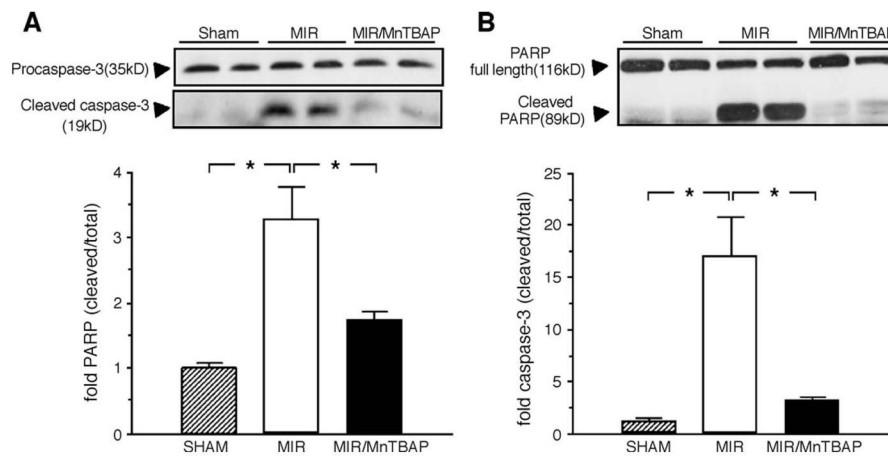 A
Sham MIR MIR/MnTBAP
Procaspase-3(35kD)
Cleaved caspase-3
(19kD)
* *
fold PARP (cleaved/total)
4
3
2
1
0
SHAM MIR MIR/MnTBAP
B
Sham MIR MIR/MnTBAP
PARP
full length(116kD)
Cleaved
PARP(89kD)
* *
fold caspase-3 (cleaved/total)
25
20
15
10
5
0
SHAM MIR MIR/MnTBAP